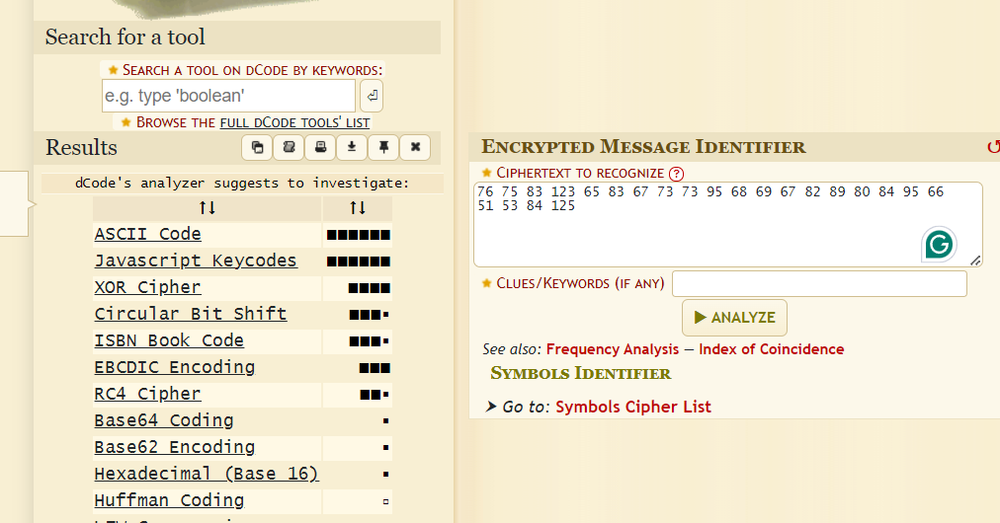 Search for a tool
★ Search a tool on dCode by keywords:
e.g. type 'boolean'
★ Browse the full dCode tools' list
Results
dCode's analyzer suggests to investigate:
↑↓ ↑↓
ASCII Code ■■■■■■
Javascript Keycodes ■■■■■■
XOR Cipher ■■■■
Circular Bit Shift ■■■▪
ISBN Book Code ■■■▪
EBCDIC Encoding ■■■
RC4 Cipher ■■▪
Base64 Coding ▪
Base62 Encoding ▪
Hexadecimal (Base 16) ▪
Huffman Coding ▫
Encrypted Message Identifier
★ Ciphertext to recognize ?
76 75 83 123 65 83 67 73 73 95 68 69 67 82 89 80 84 95 66
51 53 84 125
★ Clues/Keywords (if any)
▶ ANALYZE
See also: Frequency Analysis — Index of Coincidence
Symbols Identifier
➤ Go to: Symbols Cipher List